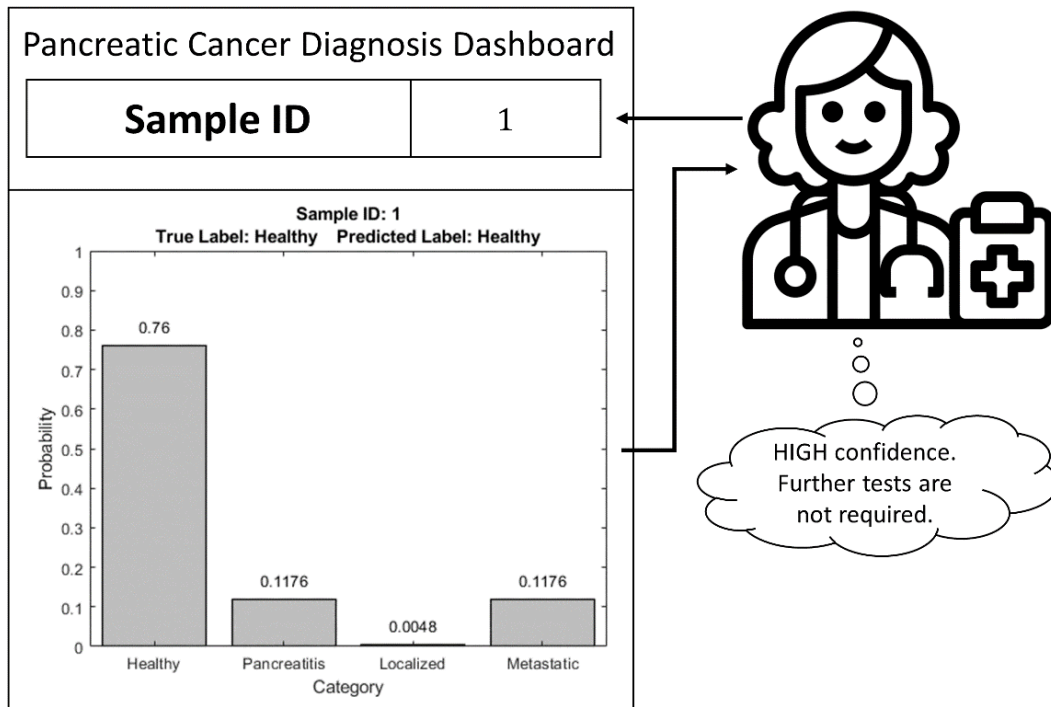 Pancreatic Cancer Diagnosis Dashboard
Sample ID 1
Sample ID: 1
True Label: Healthy Predicted Label: Healthy
1
0.9
0.8
0.7
0.6
0.5
0.4
0.3
0.2
0.1
0
Probability
0.76
0.1176
0.0048
0.1176
Healthy Pancreatitis Localized Metastatic
Category
HIGH confidence.
Further tests are
not required.